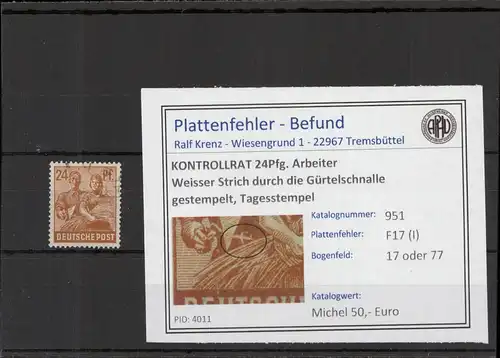 24 Pf.
DEUTSCHE POST
Plattenfehler - Befund
Ralf Krenz - Wiesengrund 1 - 22967 Tremsbüttel
KONTROLLRAT 24Pfg. Arbeiter
Weisser Strich durch die Gürtelschnalle
gestempelt, Tagesstempel
Katalognummer: 951
Plattenfehler: F17 (I)
Bogenfeld: 17 oder 77
Katalogwert:
Michel 50,- Euro
PID: 4011